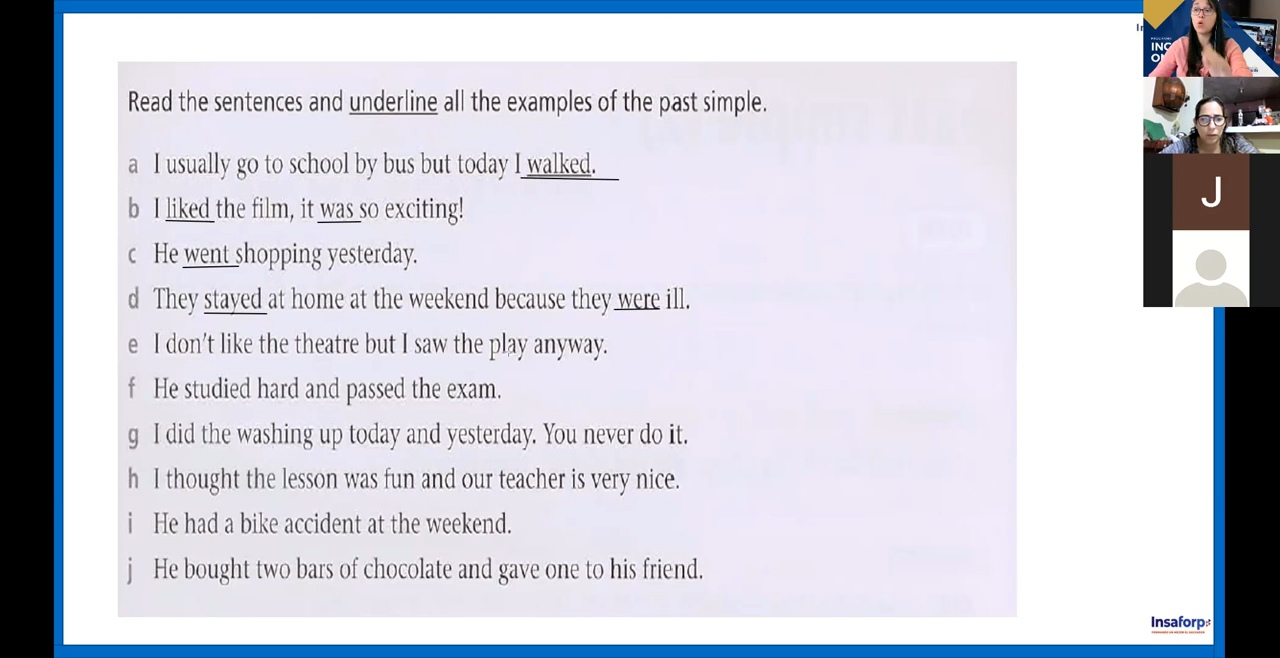 Read the sentences and underline all the examples of the past simple.
a I usually go to school by bus but today I walked.
b I liked the film, it was so exciting!
c He went shopping yesterday.
d They stayed at home at the weekend because they were ill.
e I don't like the theatre but I saw the play anyway.
f He studied hard and passed the exam.
g I did the washing up today and yesterday. You never do it.
h I thought the lesson was fun and our teacher is very nice.
i He had a bike accident at the weekend.
j He bought two bars of chocolate and gave one to his friend.
J
Insaforp